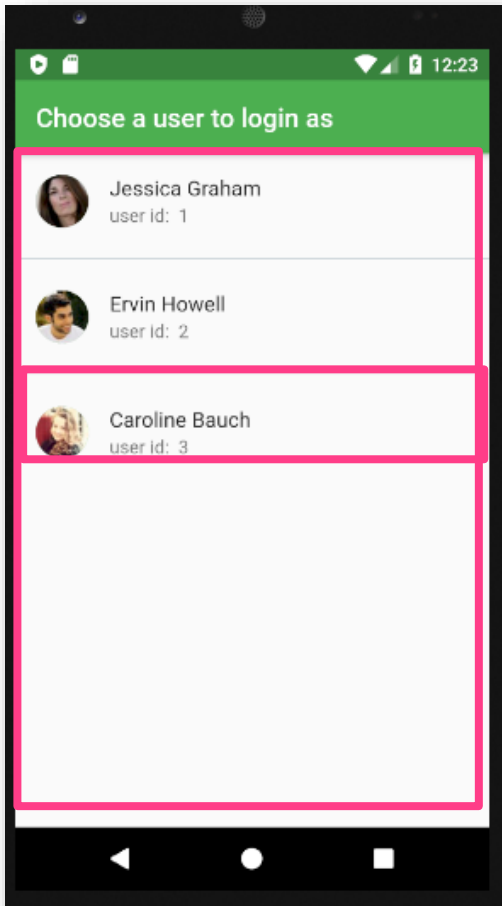 12:23
Choose a user to login as
Jessica Graham
user id: 1
Ervin Howell
user id: 2
Caroline Bauch
user id: 3